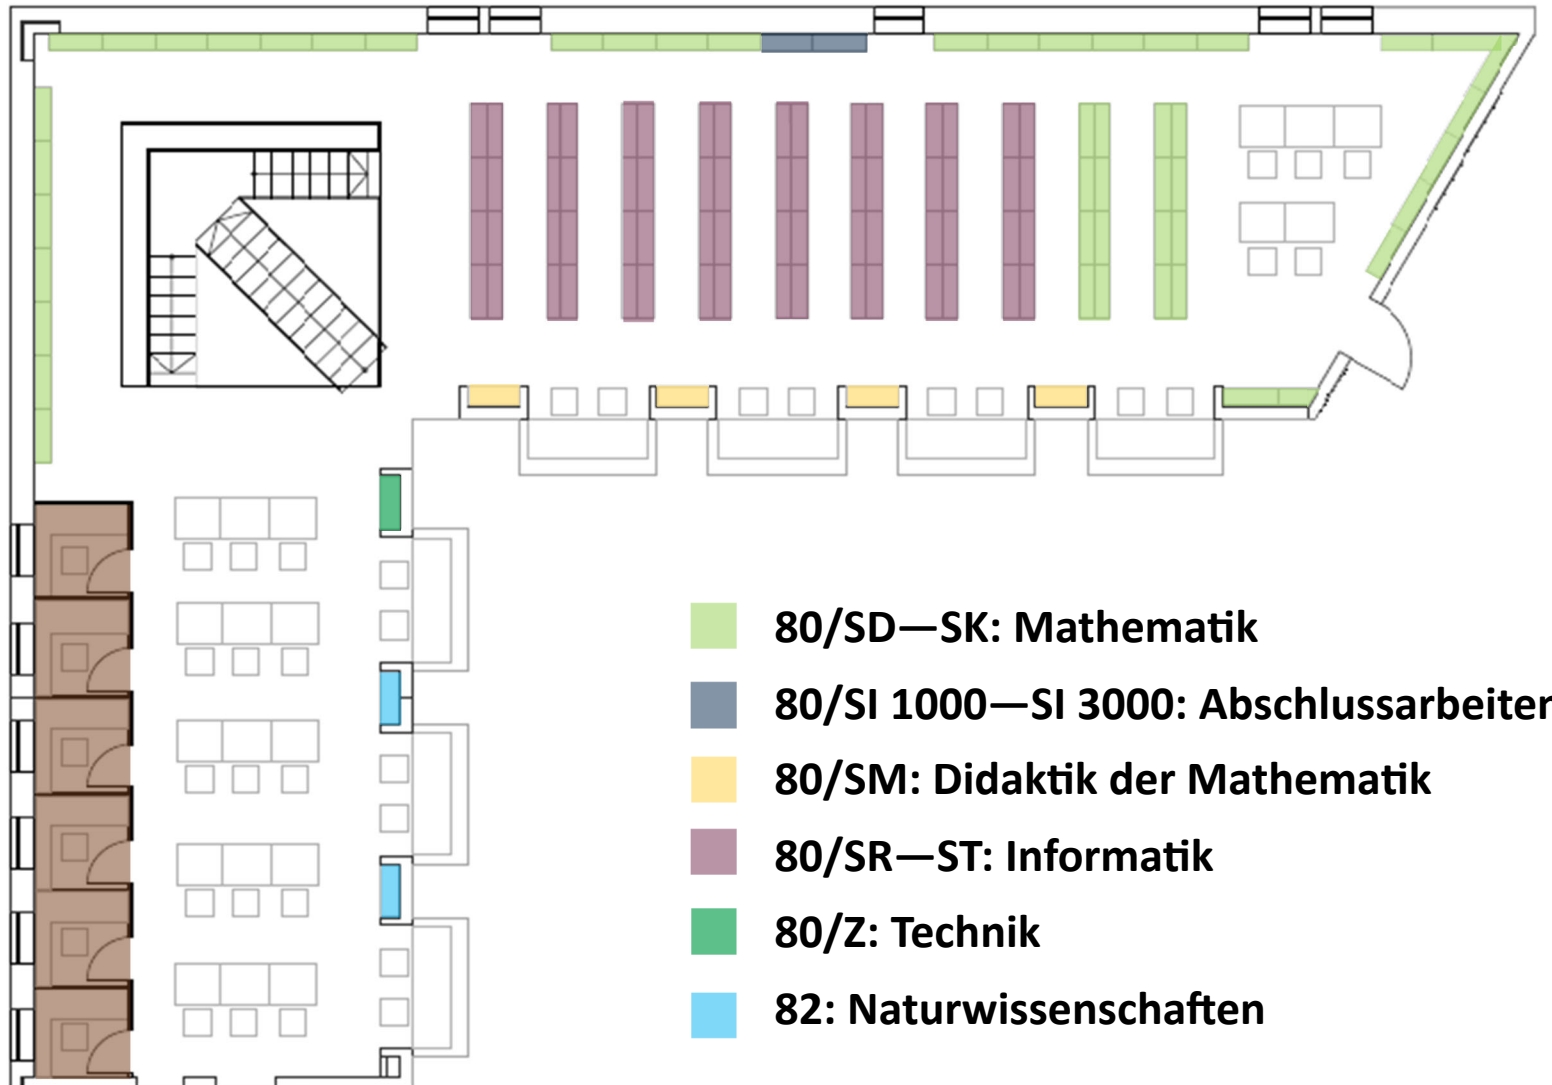 80/SD—SK: Mathematik
80/SI 1000—SI 3000: Abschlussarbeiten
80/SM: Didaktik der Mathematik
80/SR—ST: Informatik
80/Z: Technik
82: Naturwissenschaften